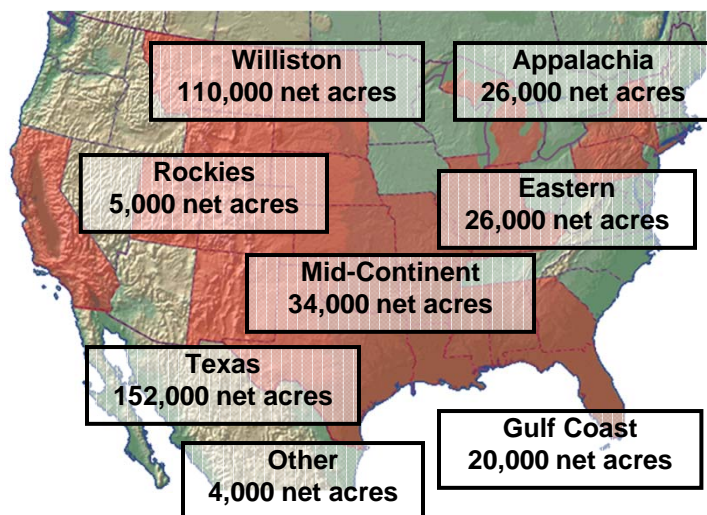 Williston
110,000 net acres
Appalachia
26,000 net acres
Rockies
5,000 net acres
Eastern
26,000 net acres
Mid-Continent
34,000 net acres
Texas
152,000 net acres
Gulf Coast
20,000 net acres
Other
4,000 net acres